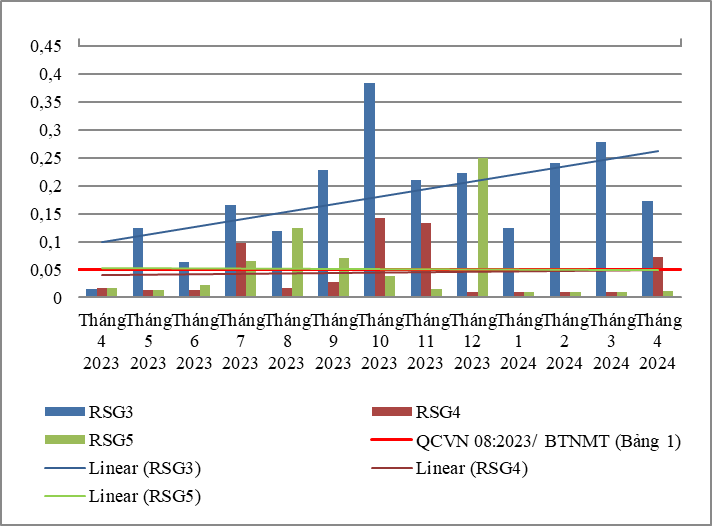 0,45
0,4
0,35
0,3
0,25
0,2
0,15
0,1
0,05
0
Tháng Tháng Tháng Tháng Tháng Tháng Tháng Tháng Tháng Tháng Tháng Tháng Tháng
4 5 6 7 8 9 10 11 12 1 2 3 4
2023 2023 2023 2023 2023 2023 2023 2023 2023 2024 2024 2024 2024
RSG3 RSG4
RSG5 QCVN 08:2023/ BTNMT (Bảng 1)
Linear (RSG3) Linear (RSG4)
Linear (RSG5)